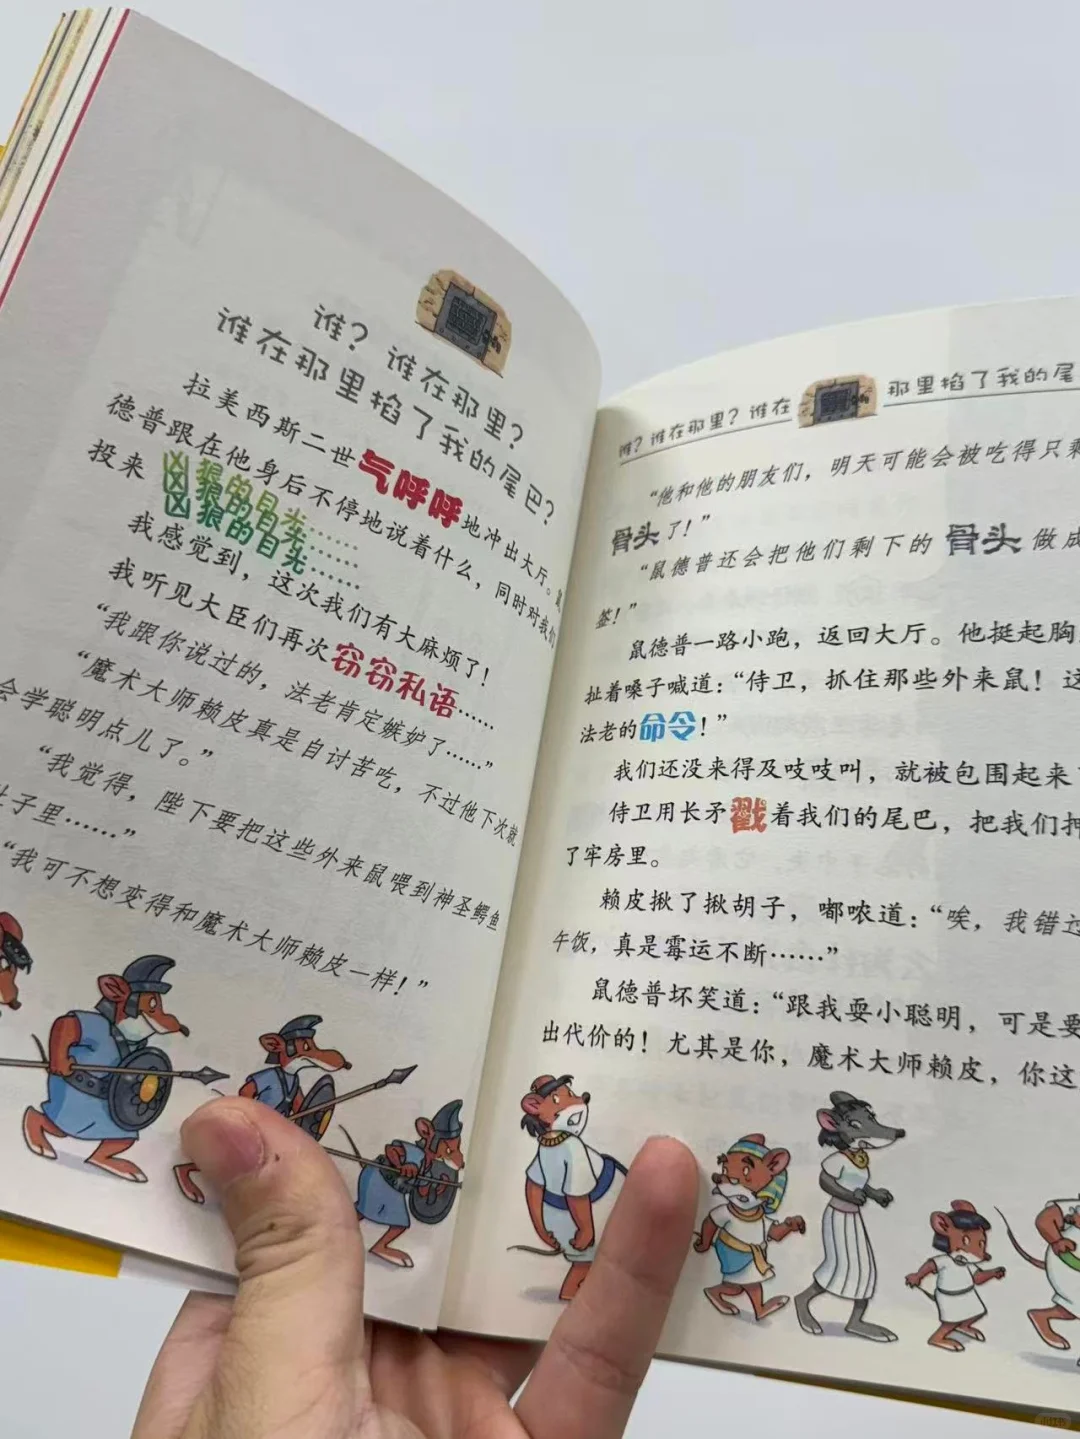 谁？谁在那里？
谁在那里掐了我的尾巴？
拉美西斯二世气呼呼地冲出大厅。鼠
德普跟在他身后不停地说着什么，同时对我们
投来凶狠的目光……
凶狠的目光……
凶狠的目光……
我感觉到，这次我们有大麻烦了！
我听见大臣们再次窃窃私语……
“我跟你说过的，法老肯定嫉妒了……”
“魔术大师赖皮真是自讨苦吃，不过他下次就
会学聪明点儿了。”
“我觉得，陛下要把这些外来鼠喂到神圣鳄鱼
肚子里……”
“我可不想变得和魔术大师赖皮一样！”
谁？谁在那里？谁在 那里掐了我的尾
“他和他的朋友们，明天可能会被吃得只剩
骨头了！”
“鼠德普还会把他们剩下的骨头做成
签！”
鼠德普一路小跑，返回大厅。他挺起胸
扯着嗓子喊道：“侍卫，抓住那些外来鼠！这
法老的命令！”
我们还没来得及吱吱叫，就被包围起来
侍卫用长矛戳着我们的尾巴，把我们押
了牢房里。
赖皮揪了揪胡子，嘟哝道：“唉，我错过
午饭，真是霉运不断……”
鼠德普坏笑道：“跟我耍小聪明，可是要
出代价的！尤其是你，魔术大师赖皮，你这